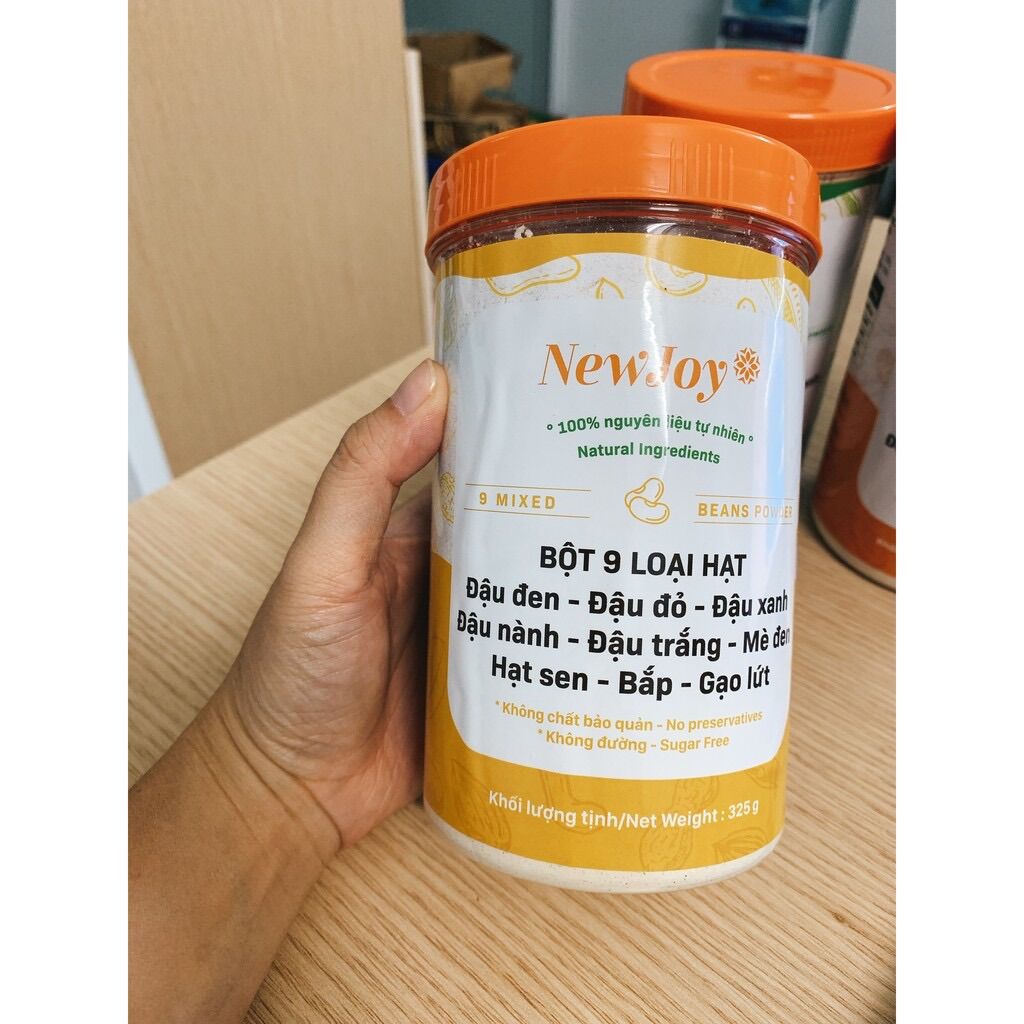 NewJoy
° 100% nguyên liệu tự nhiên °
Natural Ingredients
9 MIXED
BEANS POWDER
BỘT 9 LOẠI HẠT
Đậu đen - Đậu đỏ - Đậu xanh
Đậu nành - Đậu trắng - Mè đen
Hạt sen - Bắp - Gạo lứt
* Không chất bảo quản - No preservatives
* Không đường - Sugar Free
Khối lượng tịnh/Net Weight : 325 g